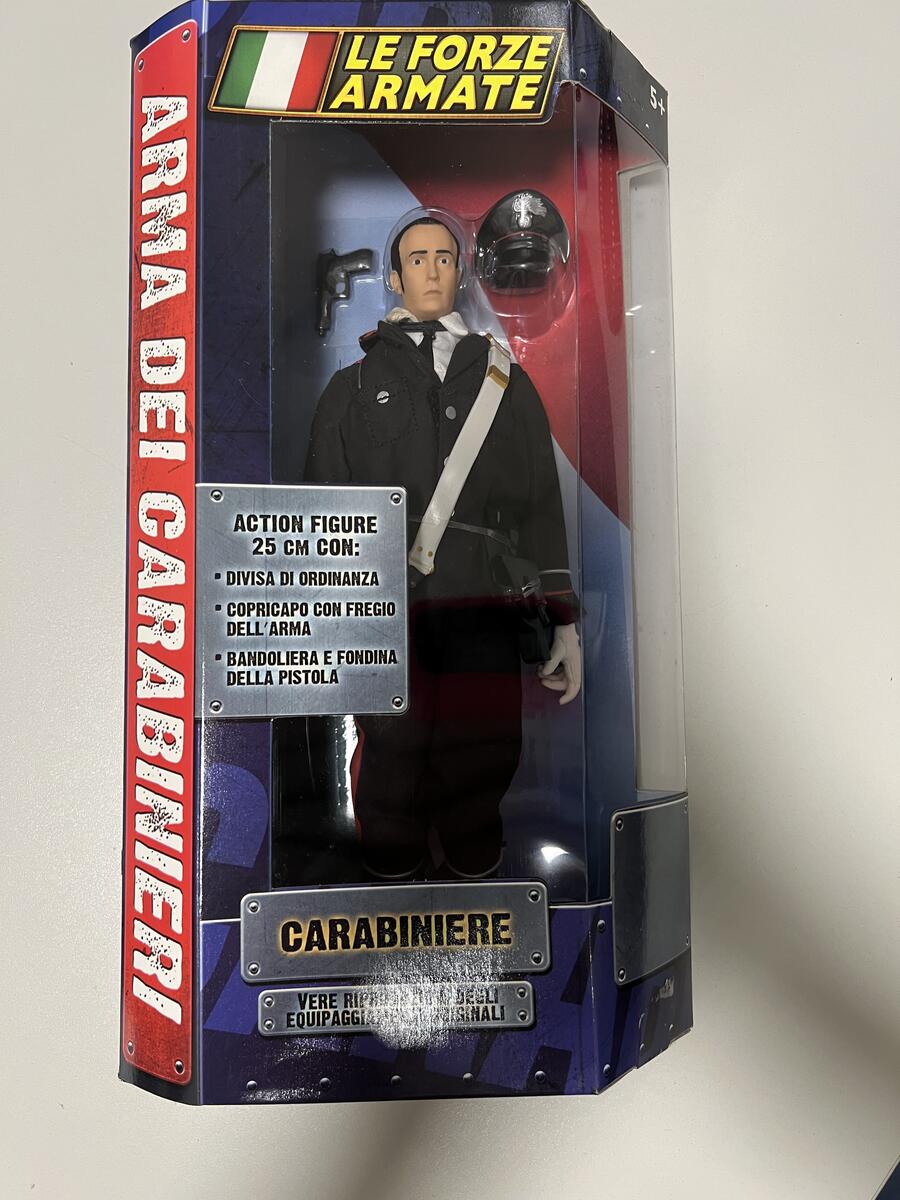 LE FORZE
ARMATE
5+
ARMA DEI CARABINIERI
ACTION FIGURE
25 CM CON:
• DIVISA DI ORDINANZA
• COPRICAPO CON FREGIO
DELL'ARMA
• BANDOLIERA E FONDINA
DELLA PISTOLA
CARABINIERE
VERE DEGLI